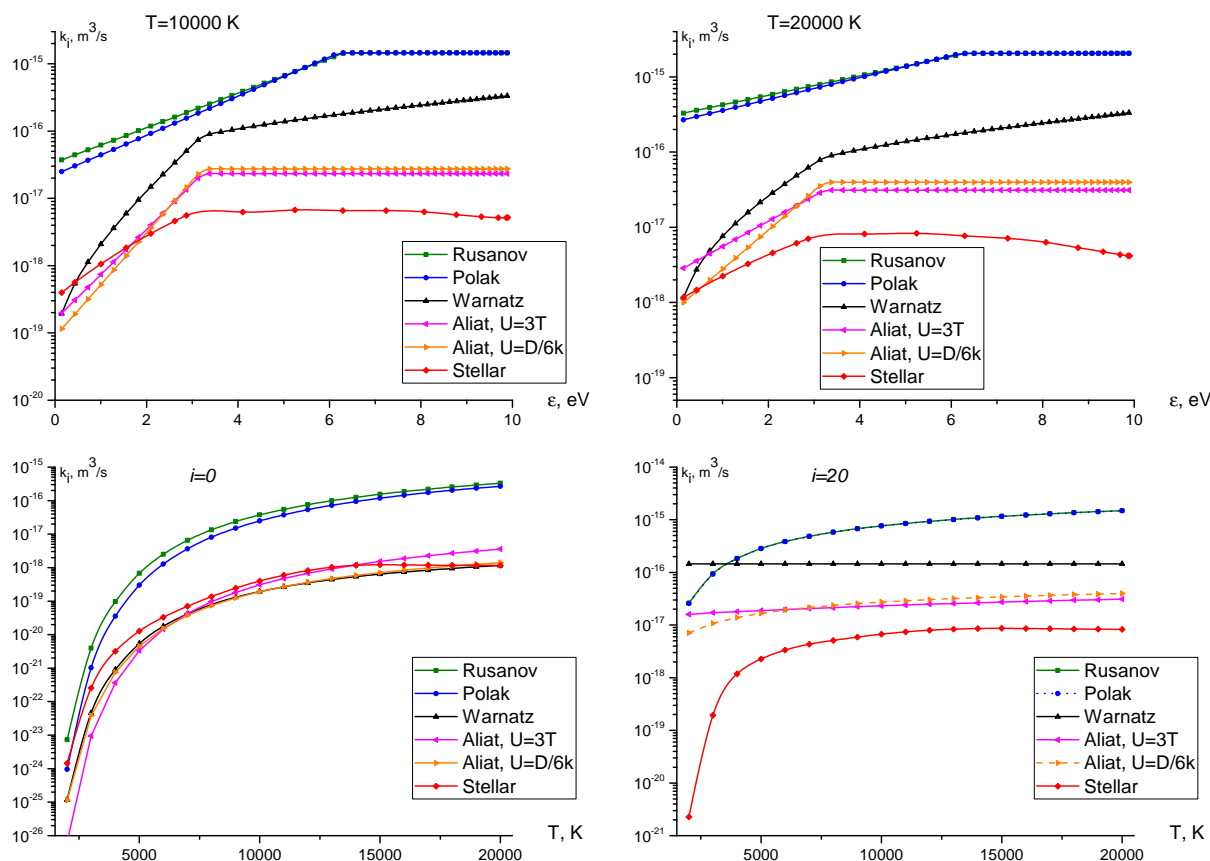 T=10000 K
k_i, m^3/s
10^-15
10^-16
10^-17
10^-18
10^-19
10^-20
0 2 4 6 8 10
ε, eV
Rusanov
Polak
Warnatz
Aliat, U=3T
Aliat, U=D/6k
Stellar
T=20000 K
k_i, m^3/s
10^-15
10^-16
10^-17
10^-18
10^-19
0 2 4 6 8 10
ε, eV
Rusanov
Polak
Warnatz
Aliat, U=3T
Aliat, U=D/6k
Stellar
i=0
k_i, m^3/s
10^-15
10^-16
10^-17
10^-18
10^-19
10^-20
10^-21
10^-22
10^-23
10^-24
10^-25
10^-26
5000 10000 15000 20000
T, K
Rusanov
Polak
Warnatz
Aliat, U=3T
Aliat, U=D/6k
Stellar
i=20
k_i, m^3/s
10^-14
10^-15
10^-16
10^-17
10^-18
10^-19
10^-20
10^-21
5000 10000 15000 20000
T, K
Rusanov
Polak
Warnatz
Aliat, U=3T
Aliat, U=D/6k
Stellar